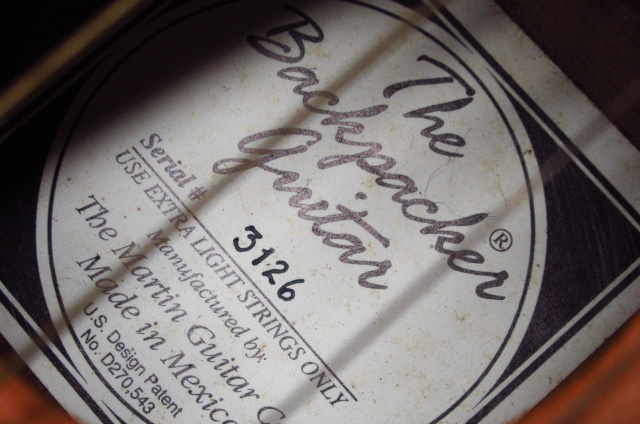 The
Backpacker®
Guitar
Serial # 3126
USE EXTRA LIGHT STRINGS ONLY
Manufactured by
The Martin Guitar C
Made in Mexico
U.S. Design Patent
No. D270,543